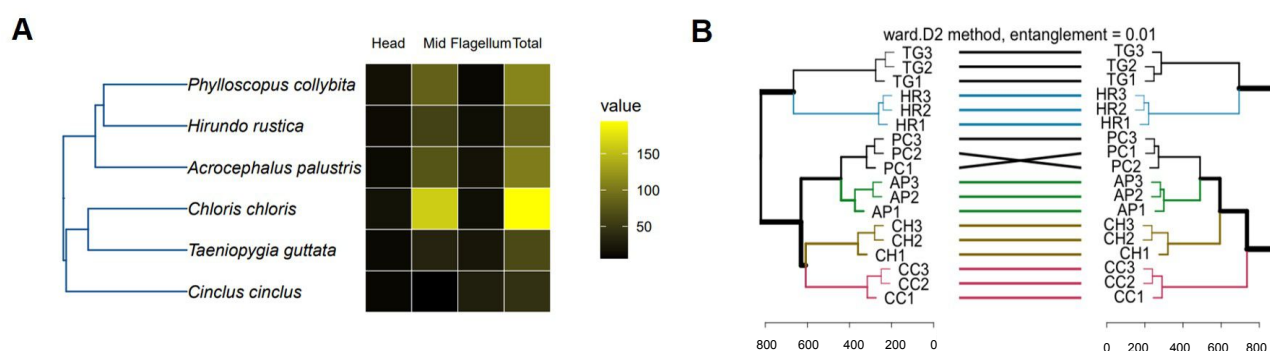 A
Head Mid Flagellum Total
Phylloscopus collybita
Hirundo rustica
Acrocephalus palustris
Chloris chloris
Taeniopygia guttata
Cinclus cinclus
value
150
100
50
B
ward.D2 method, entanglement = 0.01
TG3 TG3
TG2 TG2
TG1 TG1
HR3 HR3
HR2 HR2
HR1 HR1
PC3 PC3
PC2 PC1
PC1 PC2
AP3 AP3
AP2 AP2
AP1 AP1
CH3 CH3
CH2 CH2
CH1 CH1
CC3 CC3
CC2 CC2
CC1 CC1
800 600 400 200 0 0 200 400 600 800